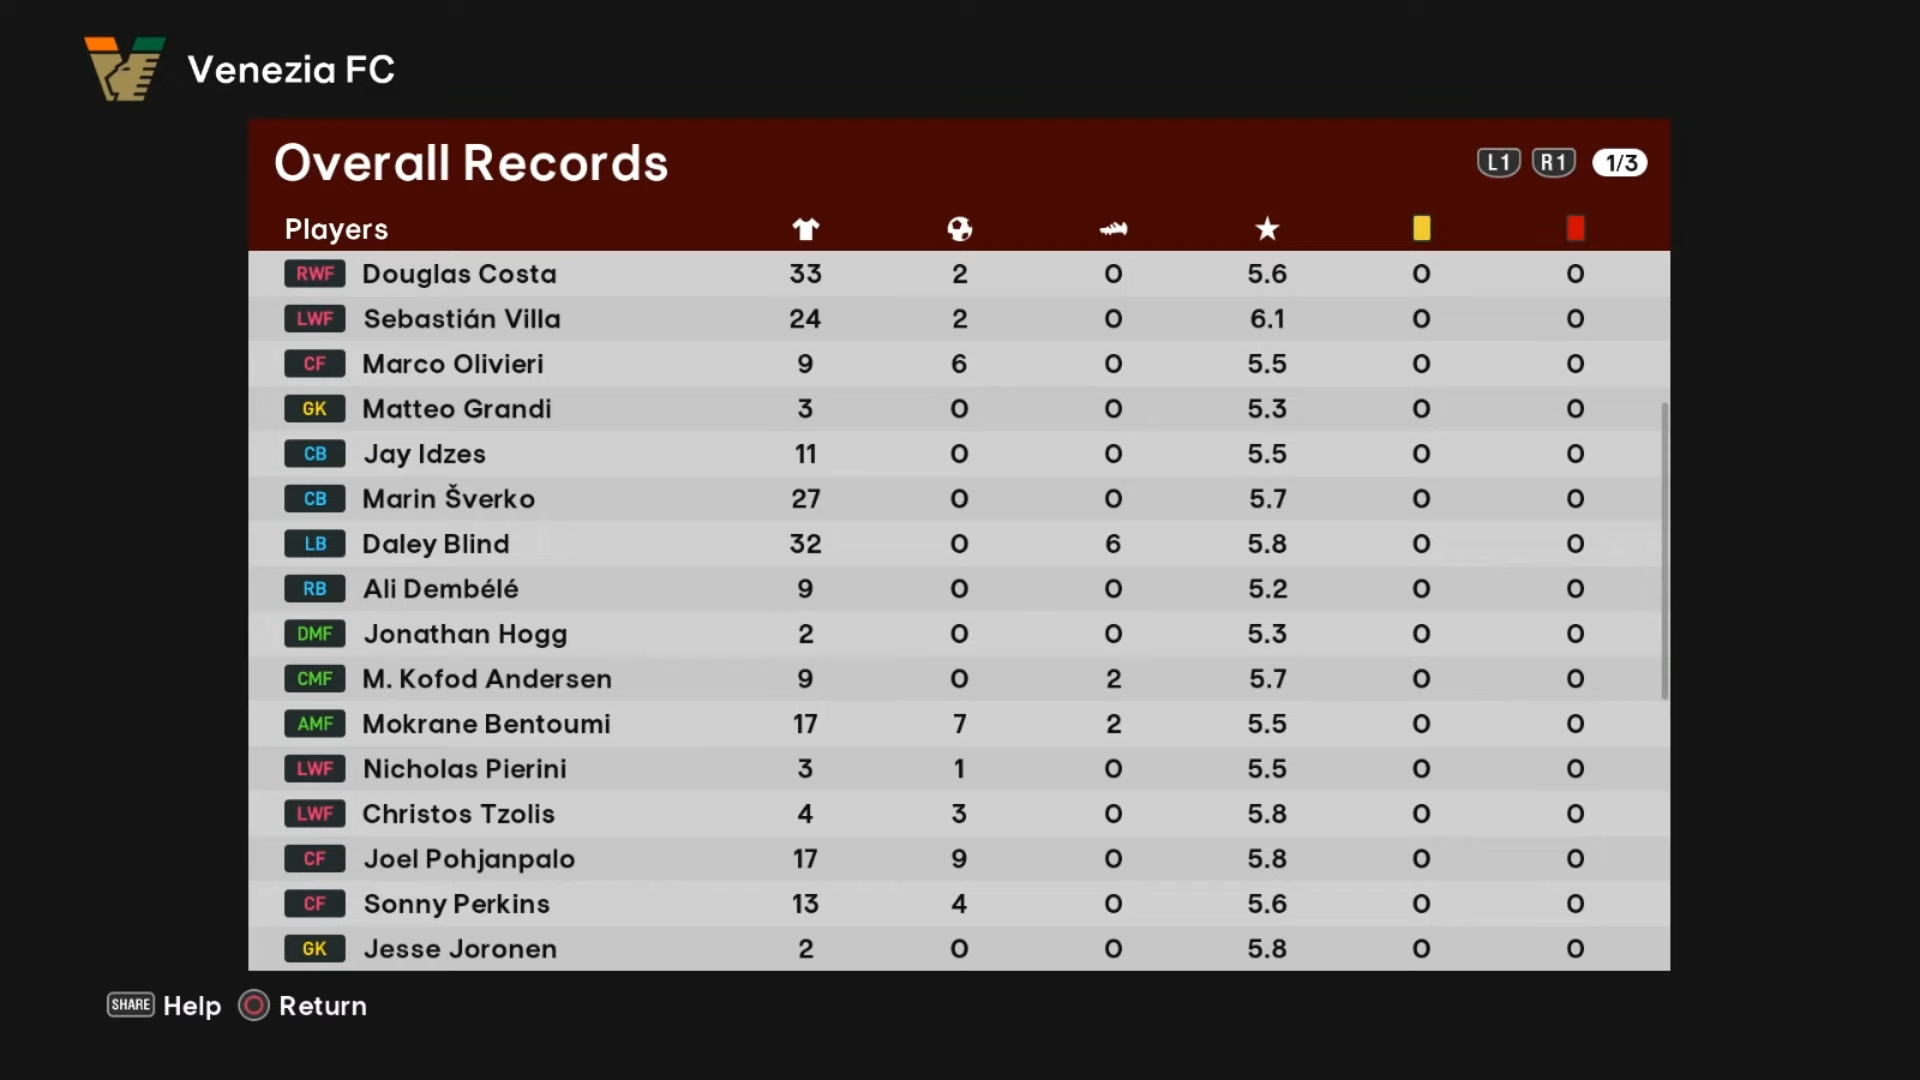 Venezia FC
Overall Records L1 R1 1/3
Players
RWF Douglas Costa 33 2 0 5.6 0 0
LWF Sebastián Villa 24 2 0 6.1 0 0
CF Marco Olivieri 9 6 0 5.5 0 0
GK Matteo Grandi 3 0 0 5.3 0 0
CB Jay Idzes 11 0 0 5.5 0 0
CB Marin Šverko 27 0 0 5.7 0 0
LB Daley Blind 32 0 6 5.8 0 0
RB Ali Dembélé 9 0 0 5.2 0 0
DMF Jonathan Hogg 2 0 0 5.3 0 0
CMF M. Kofod Andersen 9 0 2 5.7 0 0
AMF Mokrane Bentoumi 17 7 2 5.5 0 0
LWF Nicholas Pierini 3 1 0 5.5 0 0
LWF Christos Tzolis 4 3 0 5.8 0 0
CF Joel Pohjanpalo 17 9 0 5.8 0 0
CF Sonny Perkins 13 4 0 5.6 0 0
GK Jesse Joronen 2 0 0 5.8 0 0
SHARE Help Return